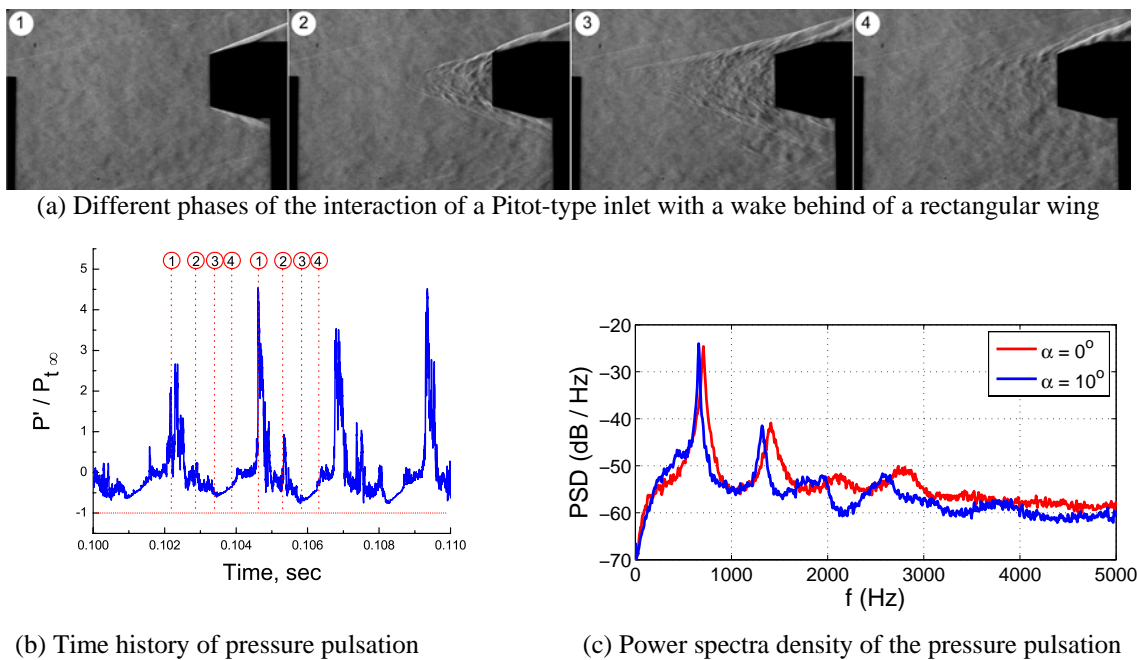 1 2 3 4
(a) Different phases of the interaction of a Pitot-type inlet with a wake behind of a rectangular wing
1 2 3 4 1 2 3 4
5
4
3
2
1
0
-1
P' / P t ∞
0.100 0.102 0.104 0.106 0.108 0.110
Time, sec
(b) Time history of pressure pulsation
−20
−30
−40
−50
−60
−70
PSD (dB / Hz)
α = 0°
α = 10°
0 1000 2000 3000 4000 5000
f (Hz)
(c) Power spectra density of the pressure pulsation